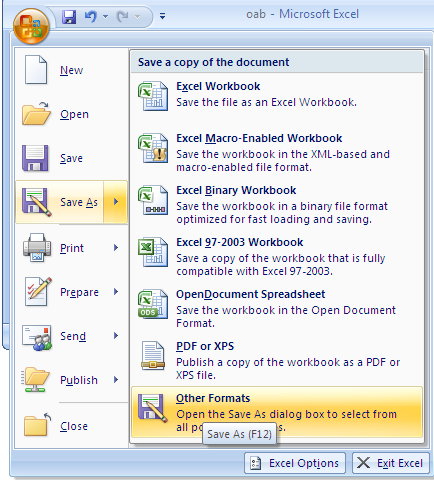 oab - Microsoft Excel
New
Open
Save
Save As
Print
Prepare
Send
Publish
Close
Save a copy of the document
Excel Workbook
Save the file as an Excel Workbook.
Excel Macro-Enabled Workbook
Save the workbook in the XML-based and
macro-enabled file format.
Excel Binary Workbook
Save the workbook in a binary file format
optimized for fast loading and saving.
Excel 97-2003 Workbook
Save a copy of the workbook that is fully
compatible with Excel 97-2003.
OpenDocument Spreadsheet
Save the workbook in the Open Document
Format.
ODS
PDF or XPS
Publish a copy of the workbook as a PDF or
XPS file.
Other Formats
Open the Save As dialog box to select from
all
Save As (F12)
Excel Options
Exit Excel